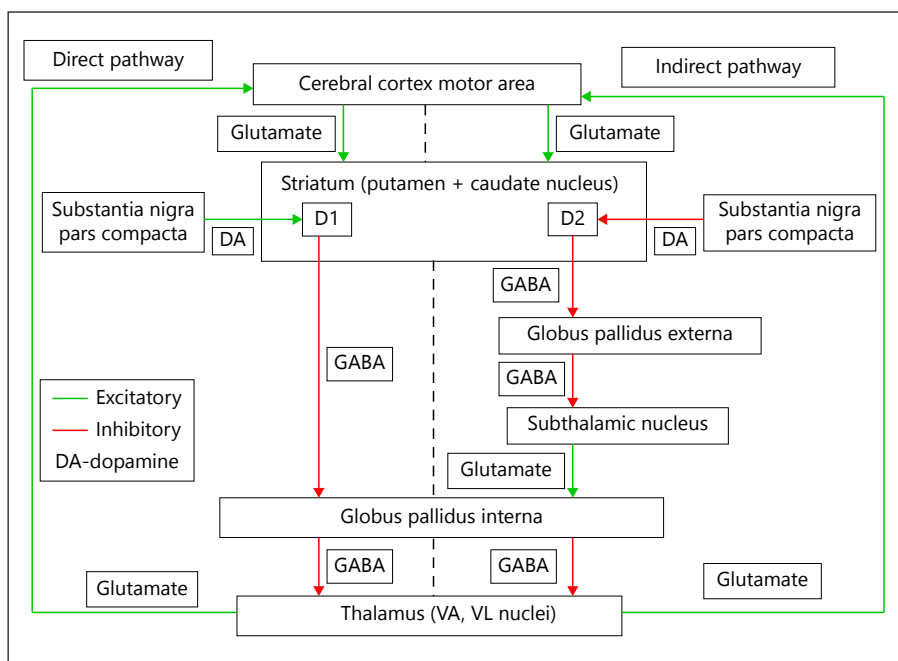 Direct pathway
Indirect pathway
Cerebral cortex motor area
Glutamate
Glutamate
Striatum (putamen + caudate nucleus)
Substantia nigra
pars compacta
DA
D1
D2
DA
Substantia nigra
pars compacta
GABA
Globus pallidus externa
GABA
GABA
Excitatory
Inhibitory
DA-dopamine
Subthalamic nucleus
Glutamate
Globus pallidus interna
GABA
GABA
Glutamate
Glutamate
Thalamus (VA, VL nuclei)